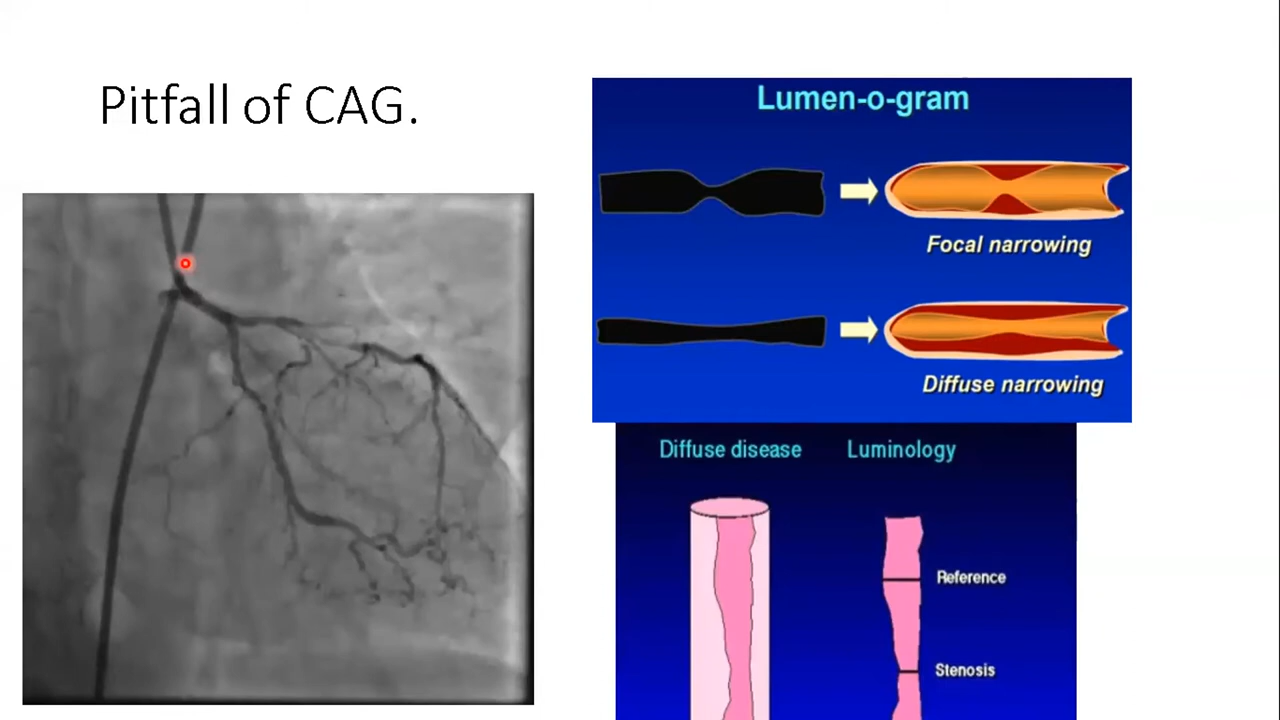 Pitfall of CAG.
Lumen-o-gram
Focal narrowing
Diffuse narrowing
Diffuse disease
Luminology
Reference
Stenosis